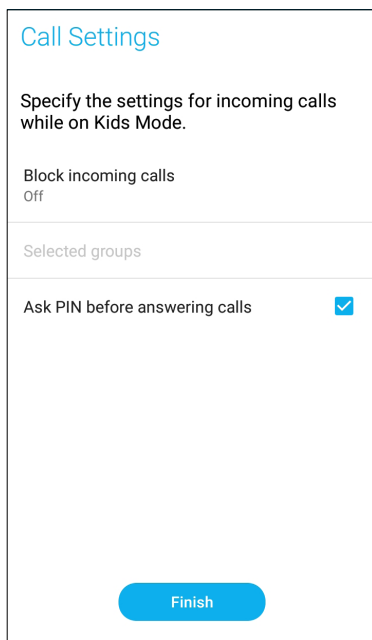 Call Settings
Specify the settings for incoming calls
while on Kids Mode.
Block incoming calls
Off
Selected groups
Ask PIN before answering calls
Finish